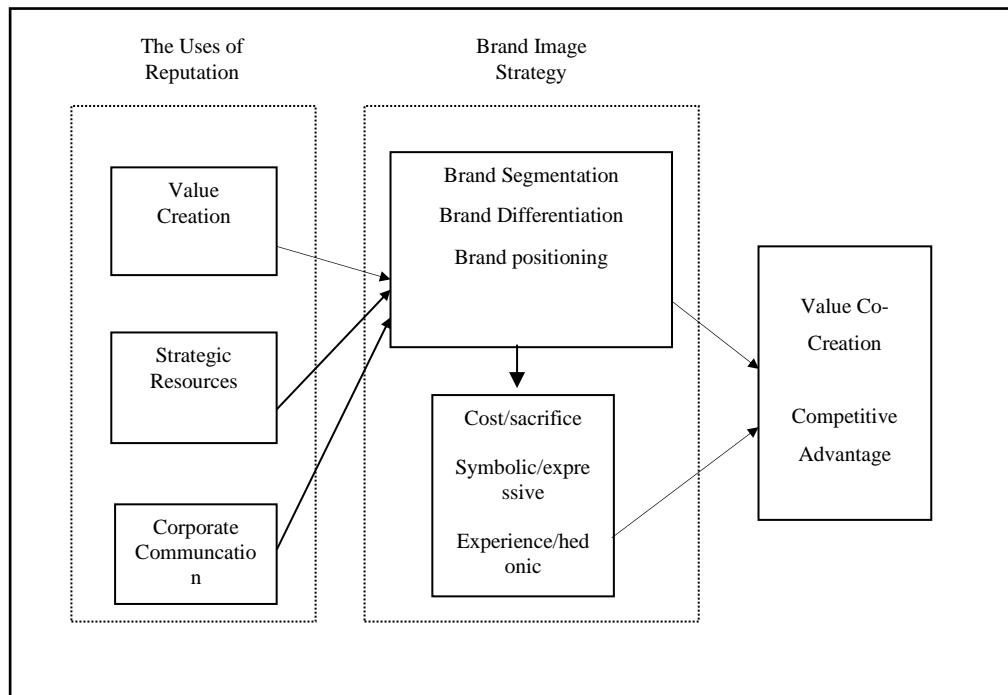 The Uses of
Reputation
Brand Image
Strategy
Value
Creation
Strategic
Resources
Corporate
Communcatio
n
Brand Segmentation
Brand Differentiation
Brand positioning
Cost/sacrifice
Symbolic/expre
ssive
Experience/hed
onic
Value Co-
Creation
Competitive
Advantage